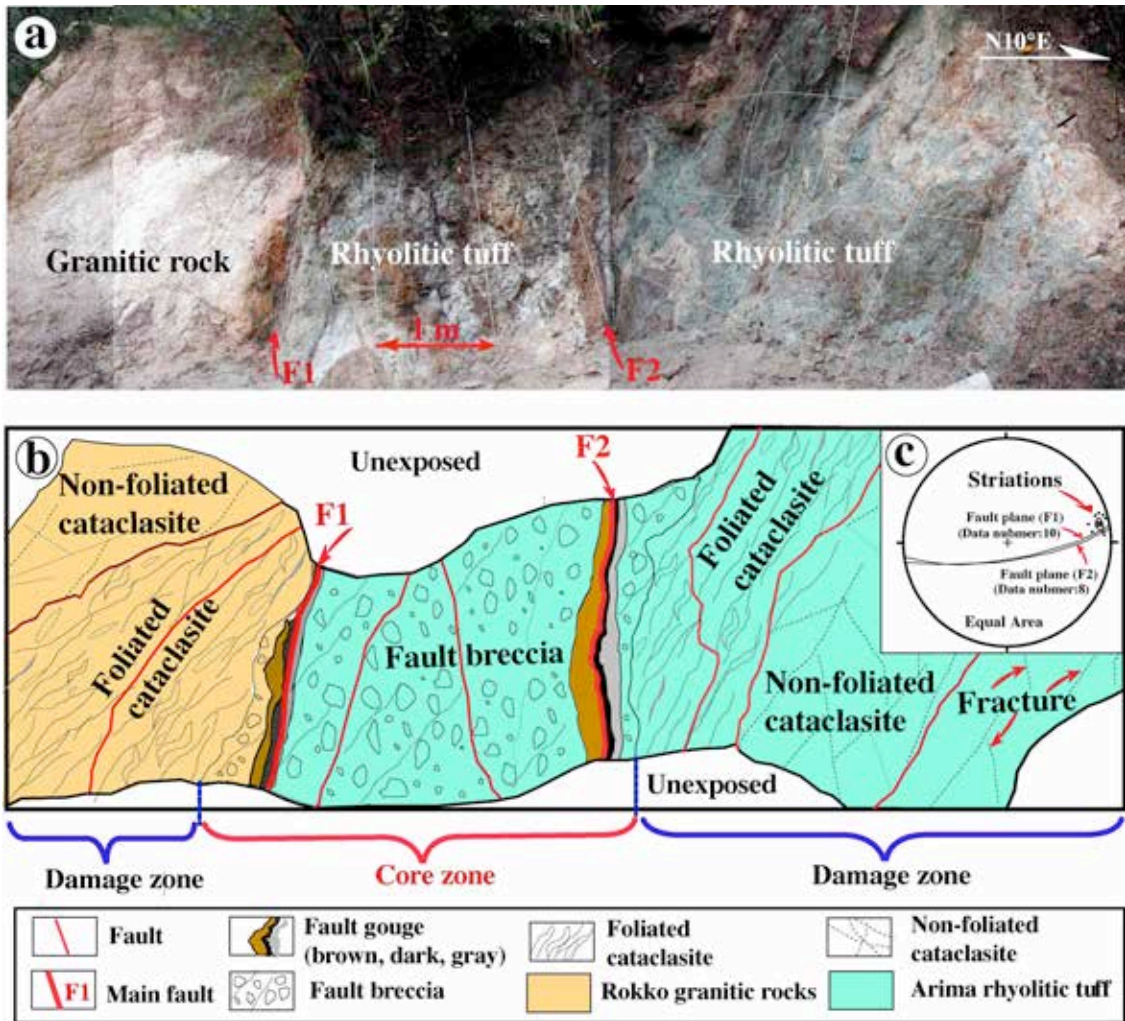 a
N10°E
Granitic rock
Rhyolitic tuff
Rhyolitic tuff
1 m
F1
F2
b
Non-foliated
cataclasite
Unexposed
F2
F1
Foliated
cataclasite
Fault breccia
Foliated
cataclasite
Non-foliated
cataclasite
Fracture
Unexposed
c
Striations
Fault plane (F1)
(Data nubmer:10)
Fault plane (F2)
(Data nubmer:8)
Equal Area
Damage zone
Core zone
Damage zone
Fault
Fault gouge
(brown, dark, gray)
Foliated
cataclasite
Non-foliated
cataclasite
F1
Main fault
Fault breccia
Rokko granitic rocks
Arima rhyolitic tuff